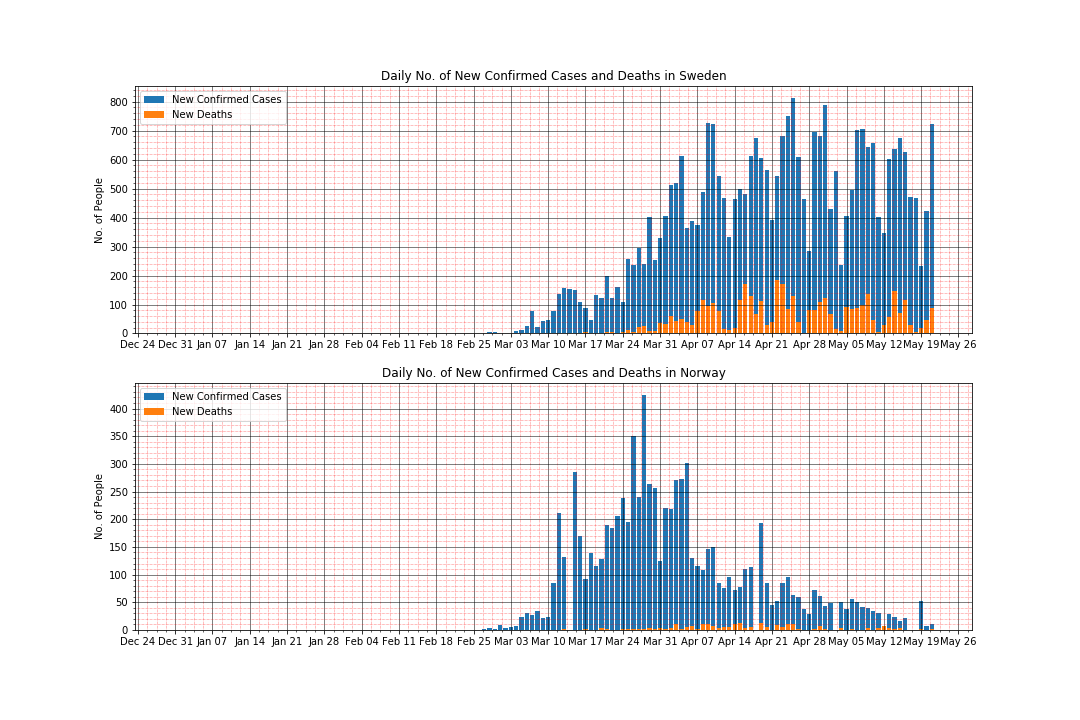 Daily No. of New Confirmed Cases and Deaths in Sweden
New Confirmed Cases
New Deaths
800
700
600
500
400
300
200
100
0
No. of People
Dec 24 Dec 31 Jan 07 Jan 14 Jan 21 Jan 28 Feb 04 Feb 11 Feb 18 Feb 25 Mar 03 Mar 10 Mar 17 Mar 24 Mar 31 Apr 07 Apr 14 Apr 21 Apr 28 May 05 May 12 May 19 May 26
Daily No. of New Confirmed Cases and Deaths in Norway
New Confirmed Cases
New Deaths
400
350
300
250
200
150
100
50
0
No. of People
Dec 24 Dec 31 Jan 07 Jan 14 Jan 21 Jan 28 Feb 04 Feb 11 Feb 18 Feb 25 Mar 03 Mar 10 Mar 17 Mar 24 Mar 31 Apr 07 Apr 14 Apr 21 Apr 28 May 05 May 12 May 19 May 26